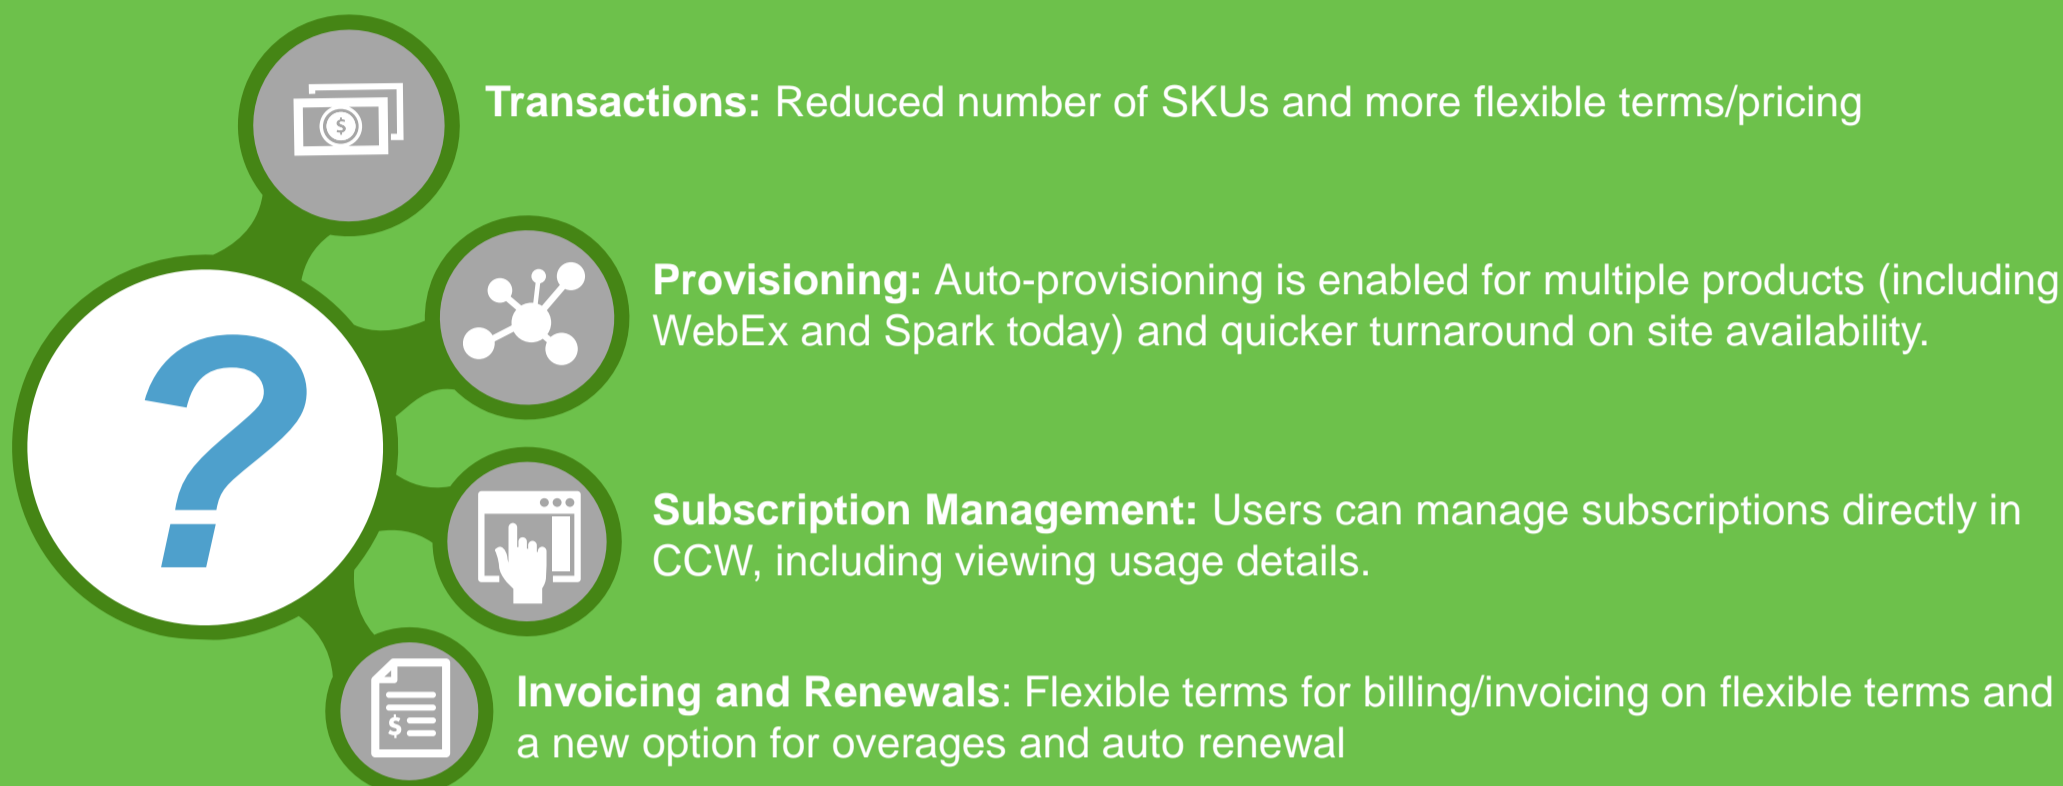 Transactions: Reduced number of SKUs and more flexible terms/pricing
Provisioning: Auto-provisioning is enabled for multiple products (including
WebEx and Spark today) and quicker turnaround on site availability.
?
Subscription Management: Users can manage subscriptions directly in
CCW, including viewing usage details.
Invoicing and Renewals: Flexible terms for billing/invoicing on flexible terms and
a new option for overages and auto renewal